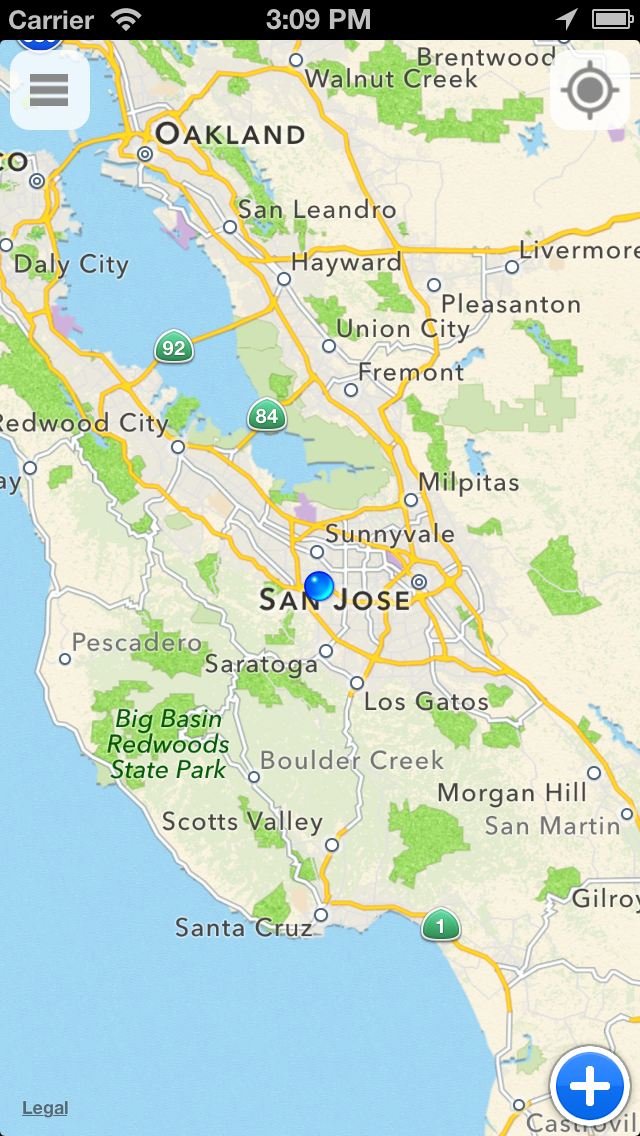 Carrier 3:09 PM
Brentwood
Walnut Creek
OAKLAND
CO
San Leandro
Daly City
Hayward
Livermore
Pleasanton
92
Union City
Fremont
84
Redwood City
ay
Milpitas
Sunnyvale
SAN JOSE
Pescadero
Saratoga
Los Gatos
Big Basin
Redwoods
State Park
Boulder Creek
Morgan Hill
Scotts Valley
San Martin
Gilroy
Santa Cruz
1
Legal
Castrovil